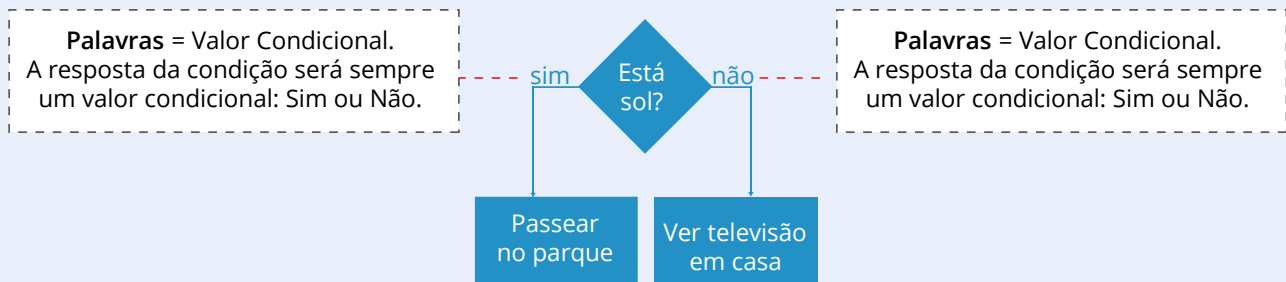 Palavras = Valor Condicional.
A resposta da condição será sempre
um valor condicional: Sim ou Não.
sim
Está
sol?
não
Palavras = Valor Condicional.
A resposta da condição será sempre
um valor condicional: Sim ou Não.
Passear
no parque
Ver televisão
em casa